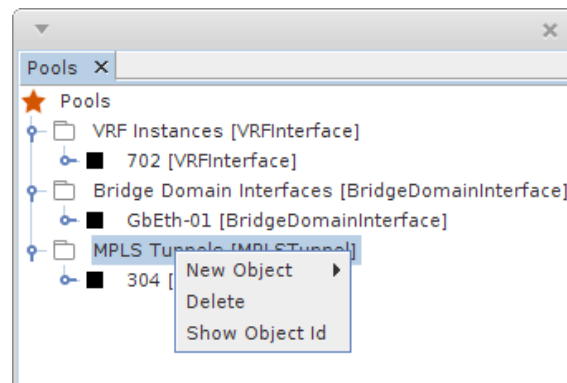 Pools
Pools
VRF Instances [VRFInterface]
702 [VRFInterface]
Bridge Domain Interfaces [BridgeDomainInterface]
GbEth-01 [BridgeDomainInterface]
MPLS Tunnels [MPLSTunnel]
304 [
New Object
Delete
Show Object Id